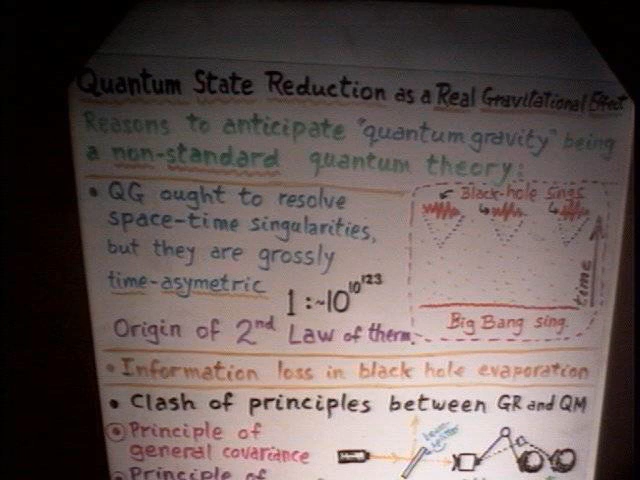 Quantum State Reduction as a Real Gravitational Effect
Reasons to anticipate "quantum gravity" being
a non-standard quantum theory:
• QG ought to resolve
space-time singularities,
but they are grossly
time-asymetric
1:~10^10^123
Origin of 2nd Law of therm.
Black-hole sings
time
Big Bang sing.
• Information loss in black hole evaporation
• Clash of principles between GR and QM
Principle of
general covariance
Principle of
beam-
splitter